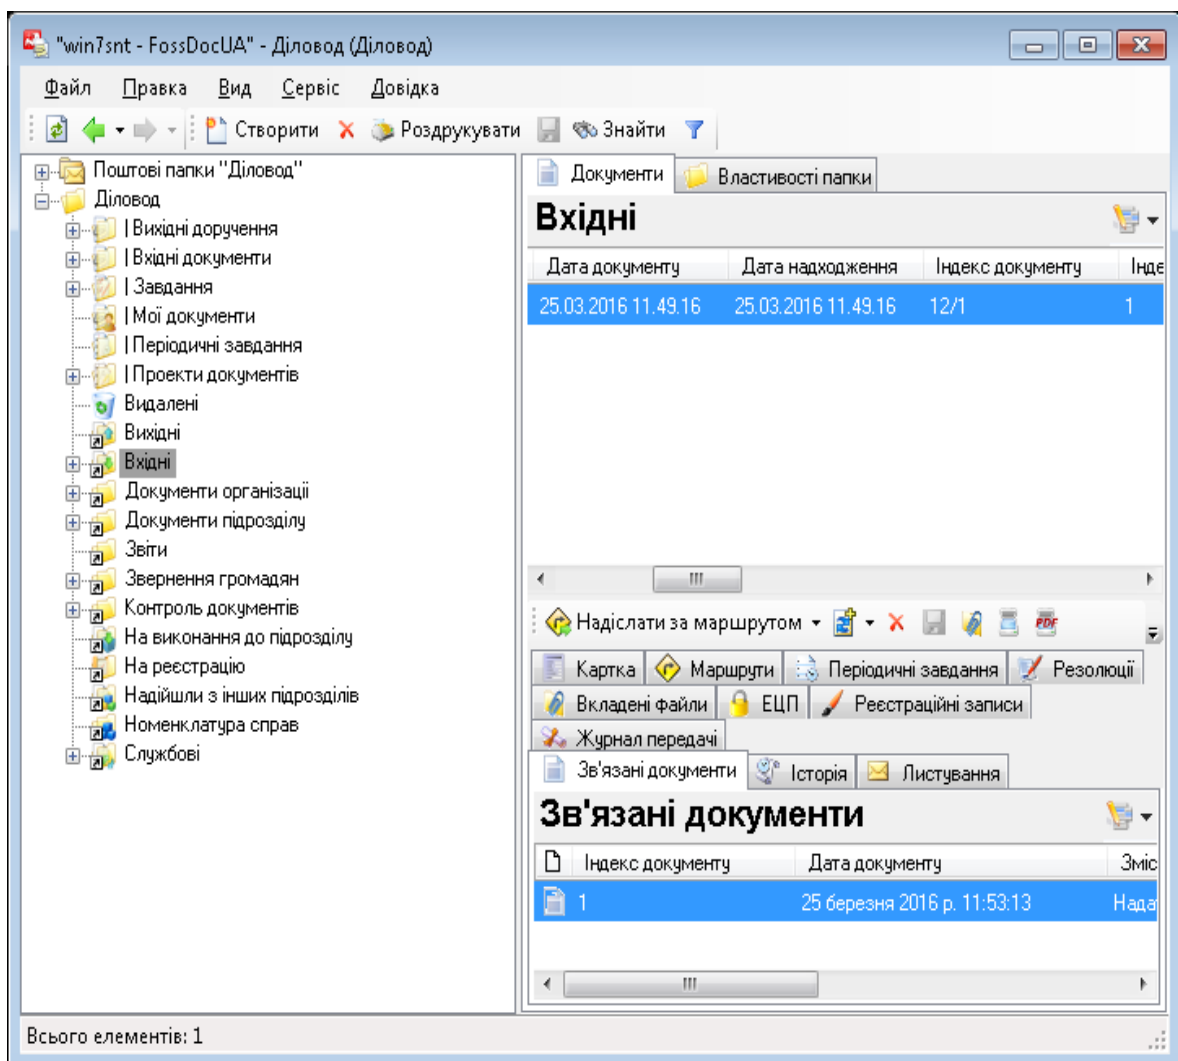 "win7snt - FossDocUA" - Діловод (Діловод)
Файл Правка Вид Сервіс Довідка
Створити Роздрукувати Знайти
Поштові папки "Діловод"
Діловод
| Вихідні доручення
| Вхідні документи
| Завдання
| Мої документи
| Періодичні завдання
| Проекти документів
Видалені
Вихідні
Вхідні
Документи організації
Документи підрозділу
Звіти
Звернення громадян
Контроль документів
На виконання до підрозділу
На реєстрацію
Надійшли з інших підрозділів
Номенклатура справ
Службові
Документи Властивості папки
Вхідні
Дата документу Дата надходження Індекс документу Інде
25.03.2016 11.49.16 25.03.2016 11.49.16 12/1 1
Надіслати за маршрутом PDF
Картка Маршрути Періодичні завдання Резолюції
Вкладені файли ЕЦП Реєстраційні записи
Журнал передачі
Зв'язані документи Історія Листування
Зв'язані документи
Індекс документу Дата документу Зміс
1 25 березня 2016 р. 11:53:13 Нада
Всього елементів: 1